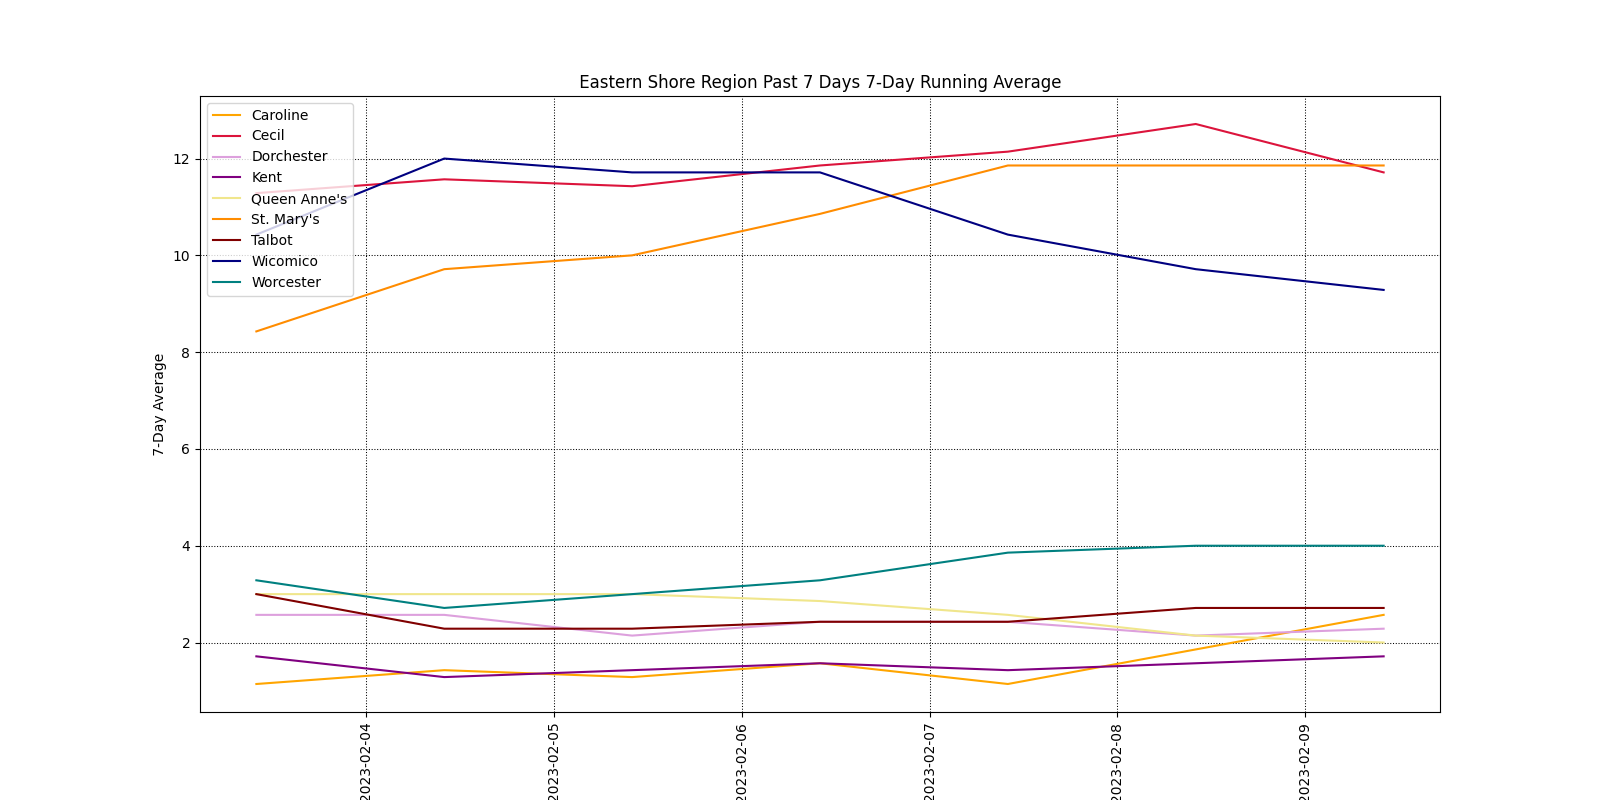 Eastern Shore Region Past 7 Days 7-Day Running Average
Caroline
Cecil
Dorchester
Kent
Queen Anne's
St. Mary's
Talbot
Wicomico
Worcester
7-Day Average
12
10
8
6
4
2
2023-02-04
2023-02-05
2023-02-06
2023-02-07
2023-02-08
2023-02-09